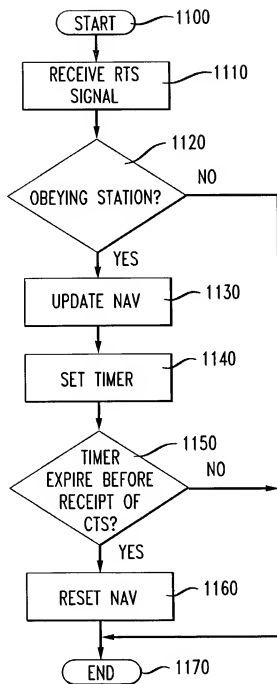 START
1100
RECEIVE RTS
SIGNAL
1110
1120
OBEYING STATION?
NO
YES
UPDATE NAV
1130
1140
SET TIMER
1150
TIMER
EXPIRE BEFORE
RECEIPT OF
CTS?
NO
YES
1160
RESET NAV
END
1170